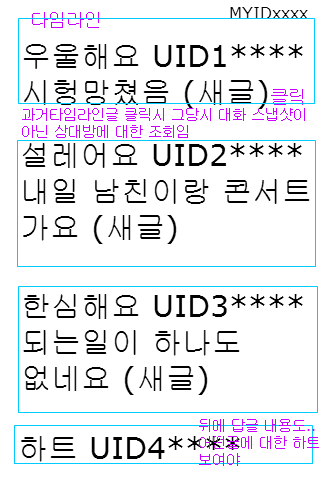 타임라인
MYIDxxxx
우울해요 UID1****
시헝망쳤음 (새글)클릭
과거타임라인글 클릭시 그당시 대화 스냅샷이
아닌 상대방에 대한 조회임
설레어요 UID2****
내일 남친이랑 콘서트
가요 (새글)
한심해요 UID3****
되는일이 하나도
없네요 (새글)
뒤에 답글 내용도..
하트 UID4****
어떤글에 대한 하트
보여야